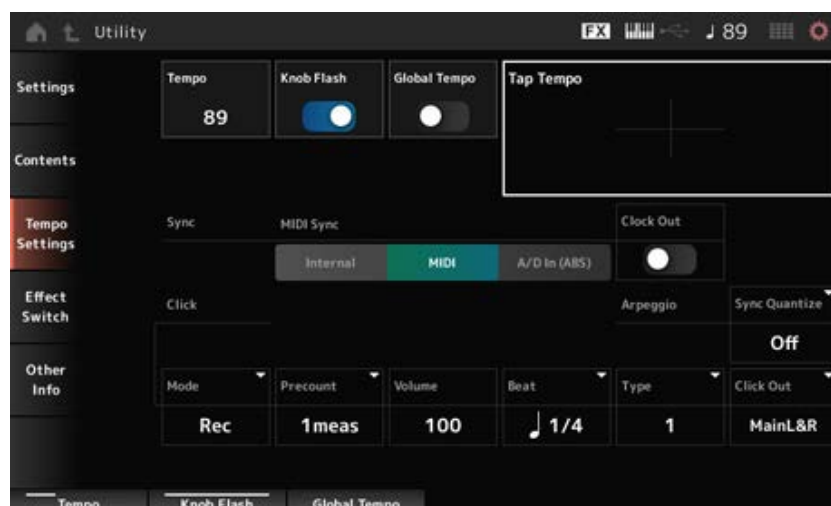 Utility
FX
♩ 89
Settings
Contents
Tempo
Settings
Effect
Switch
Other
Info
Tempo
89
Knob Flash
Global Tempo
Tap Tempo
Sync
MIDI Sync
Internal
MIDI
A/D In (ABS)
Clock Out
Click
Arpeggio
Sync Quantize
Off
Mode
Rec
Precount
1meas
Volume
100
Beat
♩ 1/4
Type
1
Click Out
MainL&R
Tempo
Knob Flash
Global Tempo